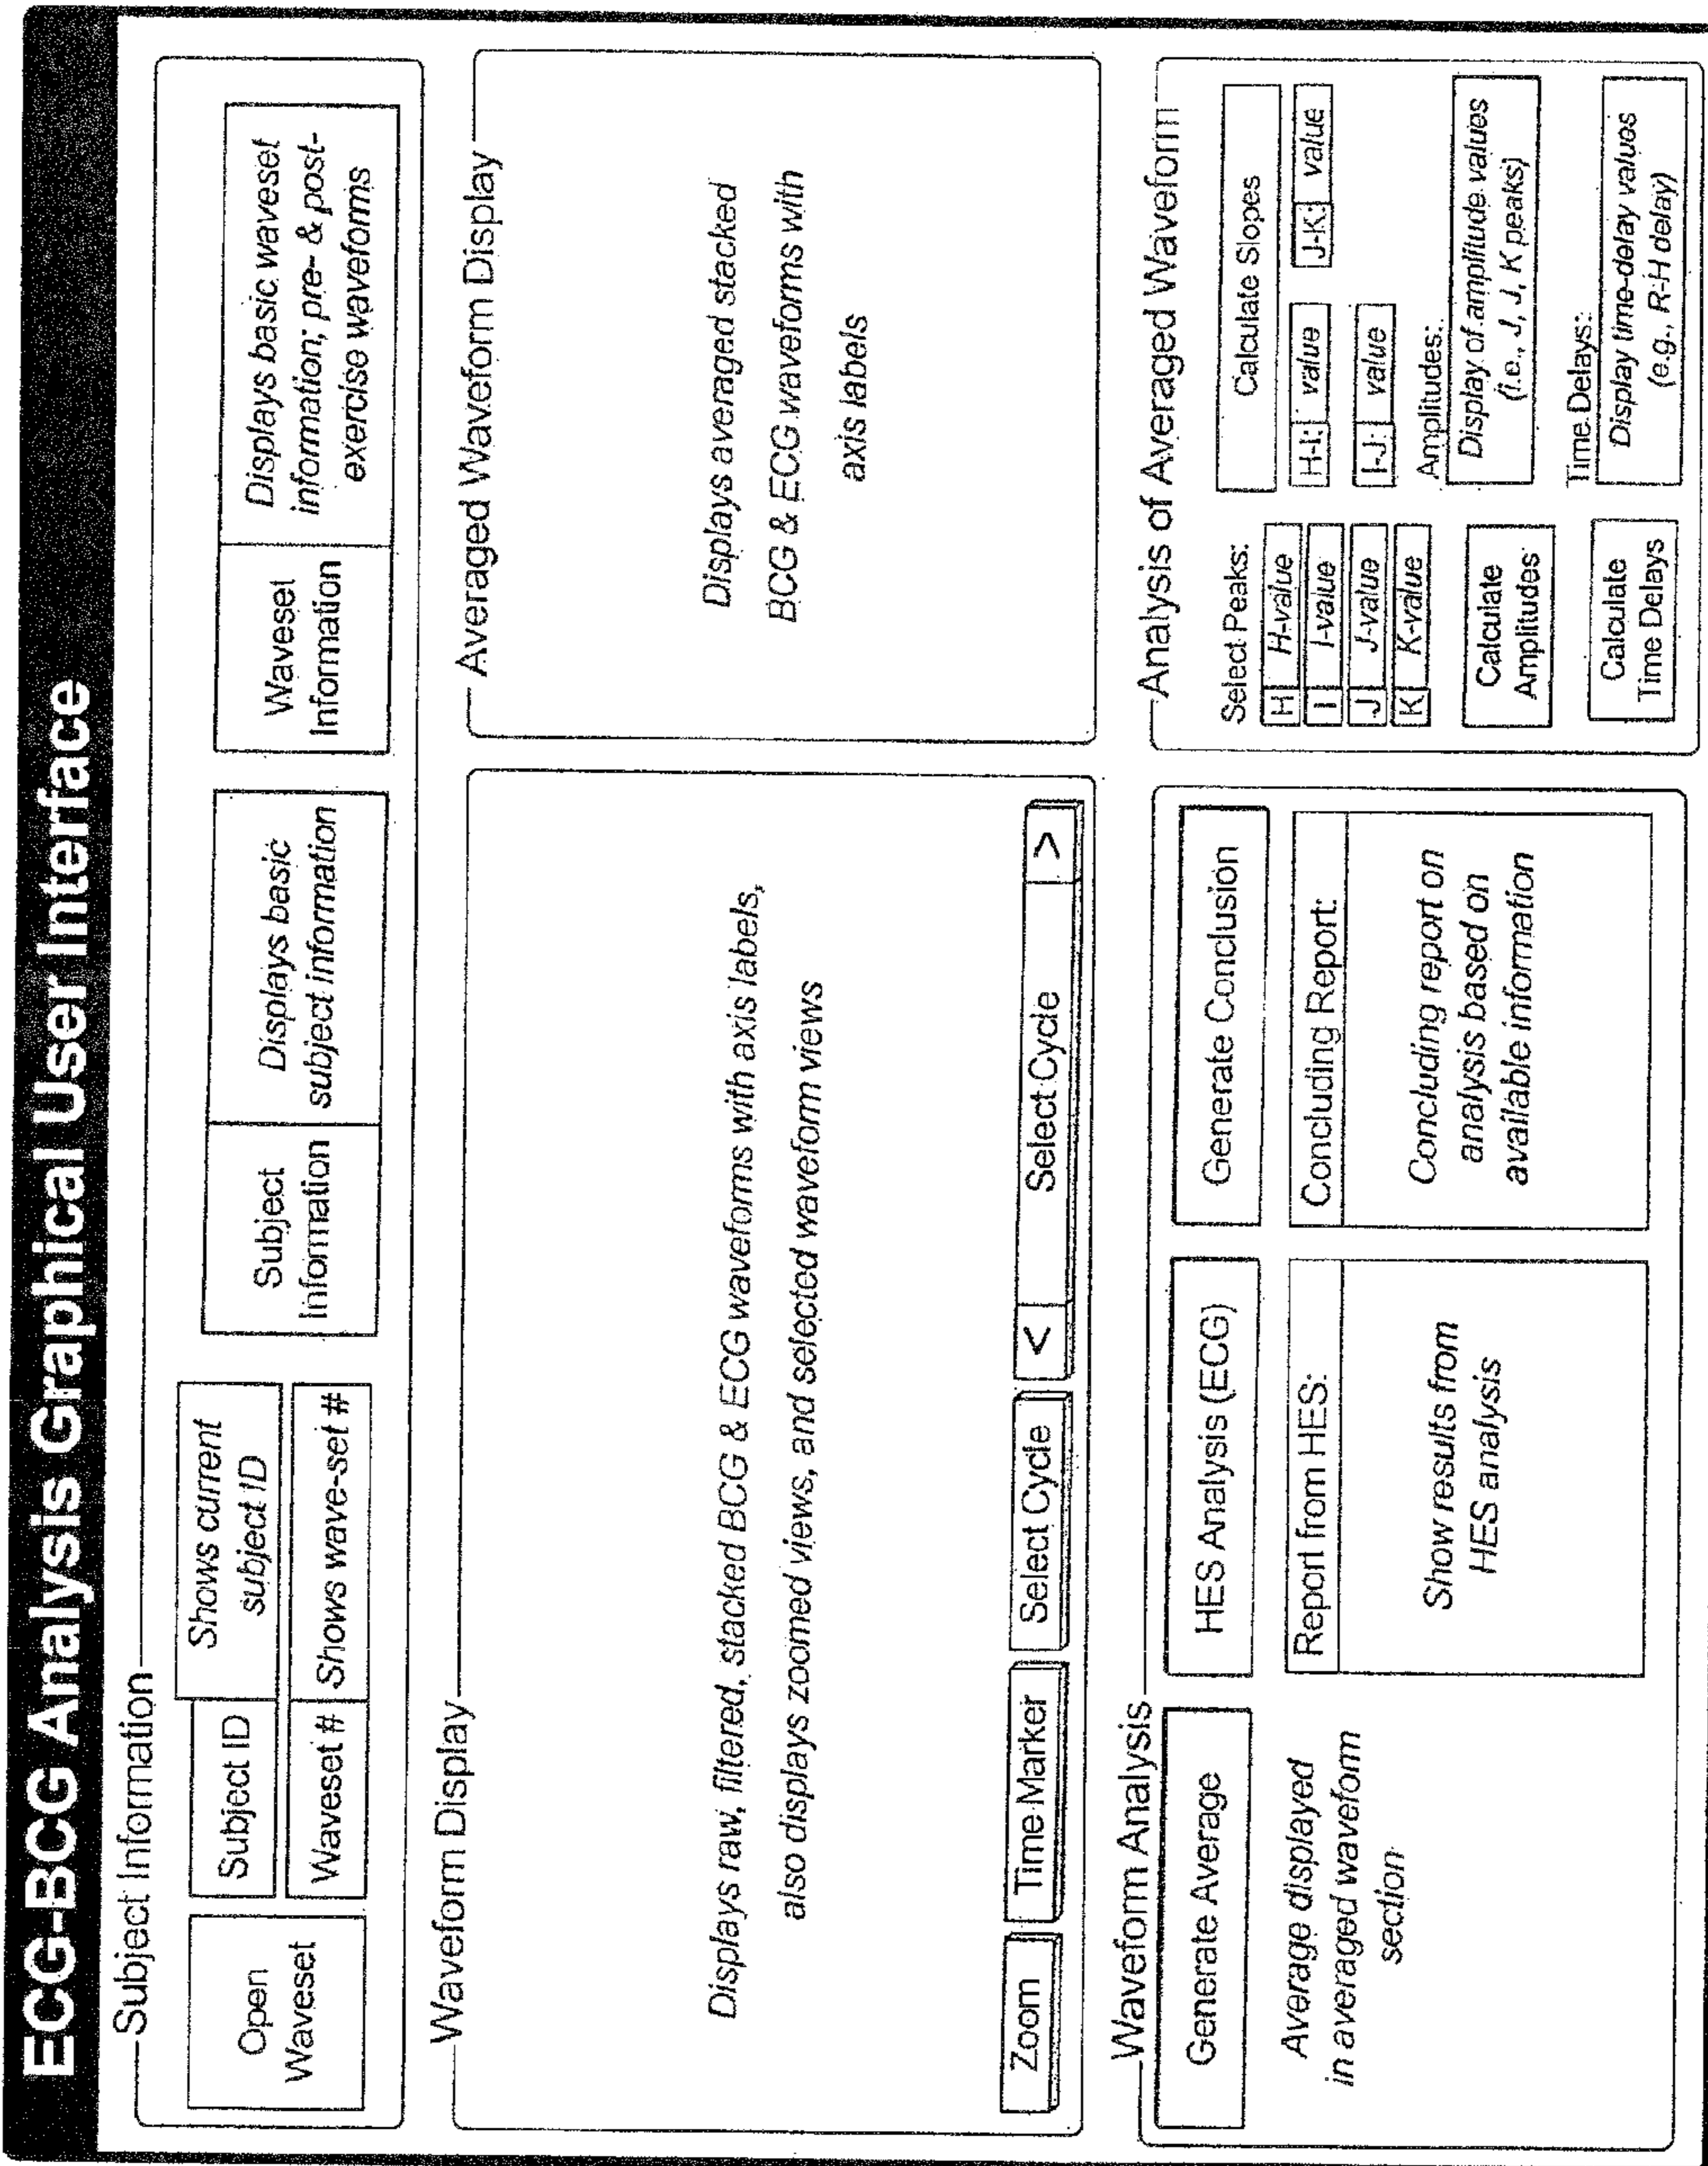 ECG-BCG Analysis Graphical User Interface
Subject Information
Open
Waveset
Subject ID
Shows current
subject ID
Waveset #
Shows wave-set #
Subject
Information
Displays basic
subject information
Waveset
Information
Displays basic waveset
information; pre- & post-
exercise waveforms
Waveform Display
Displays raw, filtered, stacked BCG & ECG waveforms with axis labels,
also displays zoomed views, and selected waveform views
Zoom
Time Marker
Select Cycle
<
Select Cycle
>
Averaged Waveform Display
Displays averaged stacked
BCG & ECG waveforms with
axis labels
Waveform Analysis
Generate Average
Average displayed
in averaged waveform
section
HES Analysis (ECG)
Report from HES:
Show results from
HES analysis
Generate Conclusion
Concluding Report:
Concluding report on
analysis based on
available information
Analysis of Averaged Waveform
Select Peaks:
H H-value
I I-value
J J-value
K K-value
Calculate
Amplitudes
Calculate
Time Delays
Calculate Slopes
H-I: value
J-K: value
I-J: value
Amplitudes:
Display of amplitude values
(i.e., J, J, K peaks)
Time Delays:
Display time-delay values
(e.g., R-H delay)